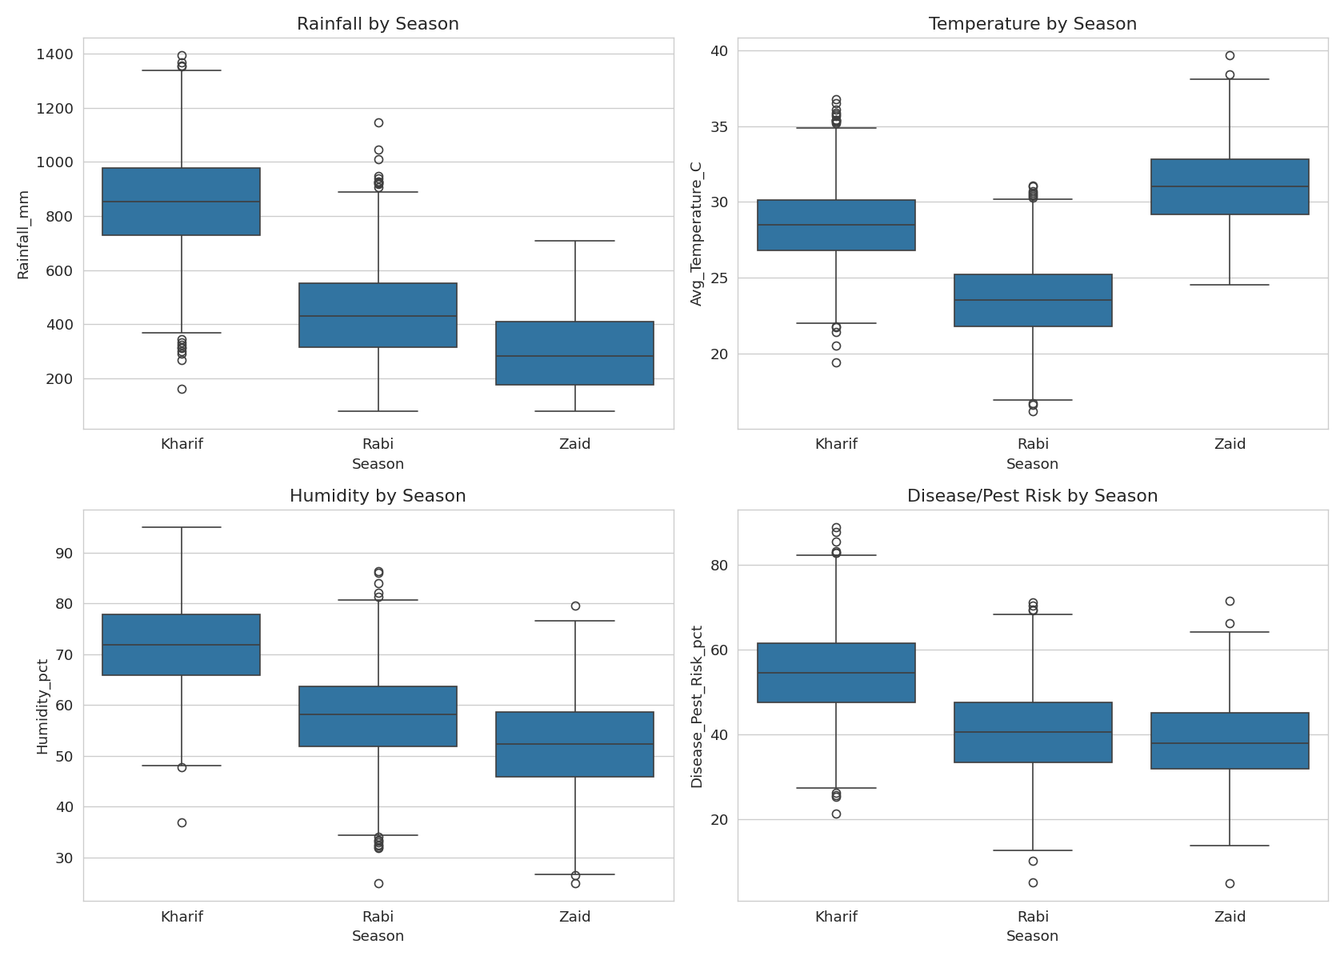 Rainfall by Season
Rainfall_mm
1400
1200
1000
800
600
400
200
Kharif Rabi Zaid
Season
Temperature by Season
Avg_Temperature_C
40
35
30
25
20
Kharif Rabi Zaid
Season
Humidity by Season
Humidity_pct
90
80
70
60
50
40
30
Kharif Rabi Zaid
Season
Disease/Pest Risk by Season
Disease_Pest_Risk_pct
80
60
40
20
Kharif Rabi Zaid
Season